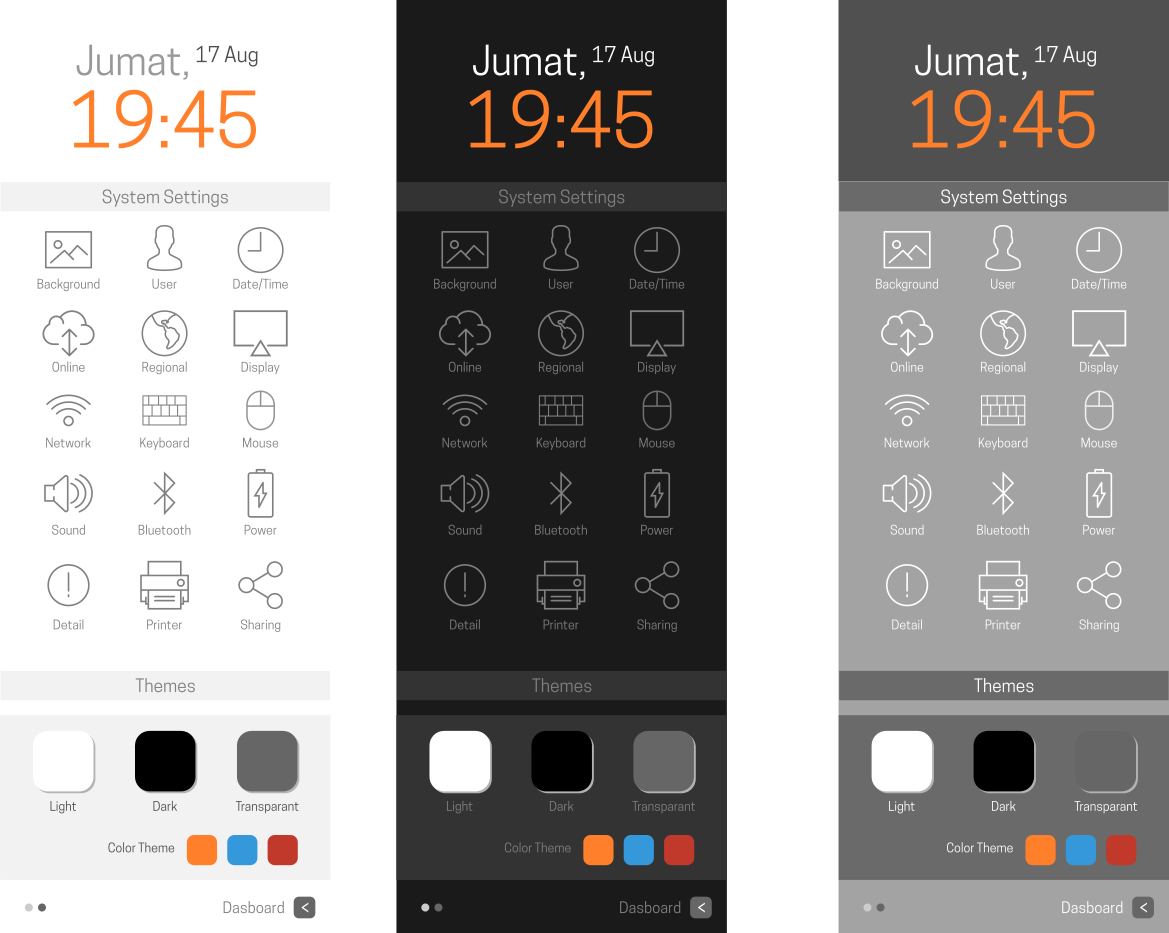 Jumat, 17 Aug
19:45
System Settings
Background User Date/Time
Online Regional Display
Network Keyboard Mouse
Sound Bluetooth Power
Detail Printer Sharing
Themes
Light Dark Transparant
Color Theme
Dasboard <
Jumat, 17 Aug
19:45
System Settings
Background User Date/Time
Online Regional Display
Network Keyboard Mouse
Sound Bluetooth Power
Detail Printer Sharing
Themes
Light Dark Transparant
Color Theme
Dasboard <
Jumat, 17 Aug
19:45
System Settings
Background User Date/Time
Online Regional Display
Network Keyboard Mouse
Sound Bluetooth Power
Detail Printer Sharing
Themes
Light Dark Transparant
Color Theme
Dasboard <